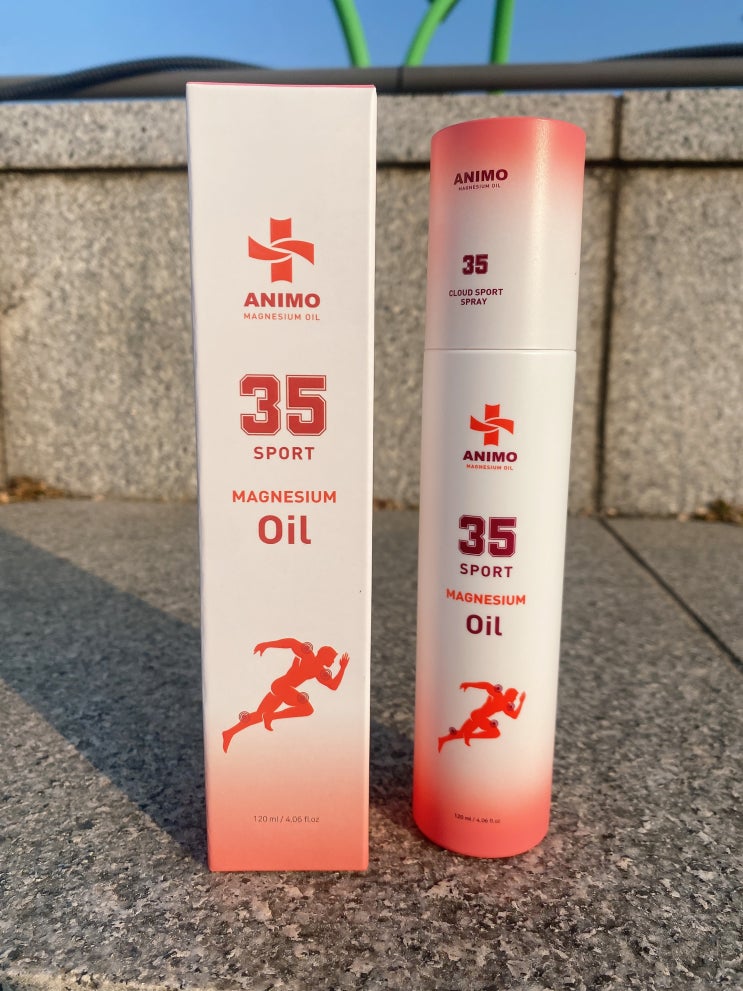 ANIMO
MAGNESIUM OIL
35
SPORT
MAGNESIUM
Oil
120 ml / 4,06 fl.oz
ANIMO
MAGNESIUM OIL
35
CLOUD SPORT
SPRAY
ANIMO
MAGNESIUM OIL
35
SPORT
MAGNESIUM
Oil
120 ml / 4,06 fl.oz